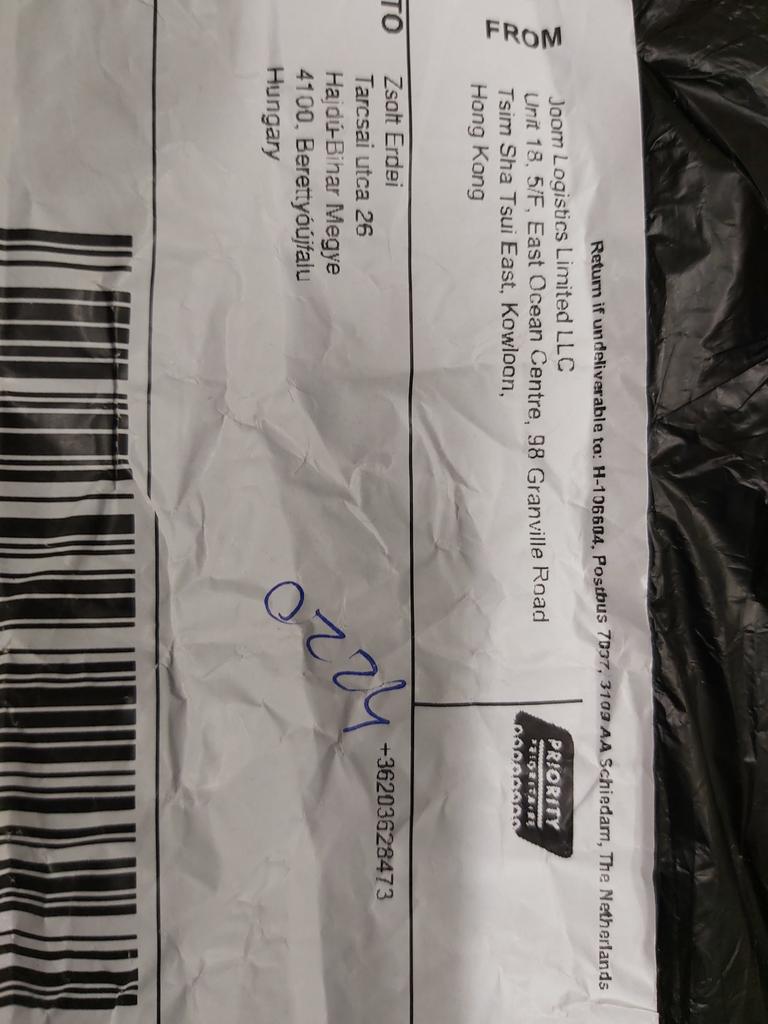 Return if undeliverable to: H-106604, Postbus 7037, 3109 AA Schiedam, The Netherlands
FROM
Joom Logistics Limited LLC
Unit 18, 5/F, East Ocean Centre, 98 Granville Road
Tsim Sha Tsui East, Kowloon,
Hong Kong
PRIORITY
PRIORITAIRE
TO
Zsolt Erdei
+36203628473
Tarcsai utca 26
Hajdú-Bihar Megye
4100, Berettyóújfalu
Hungary
0224